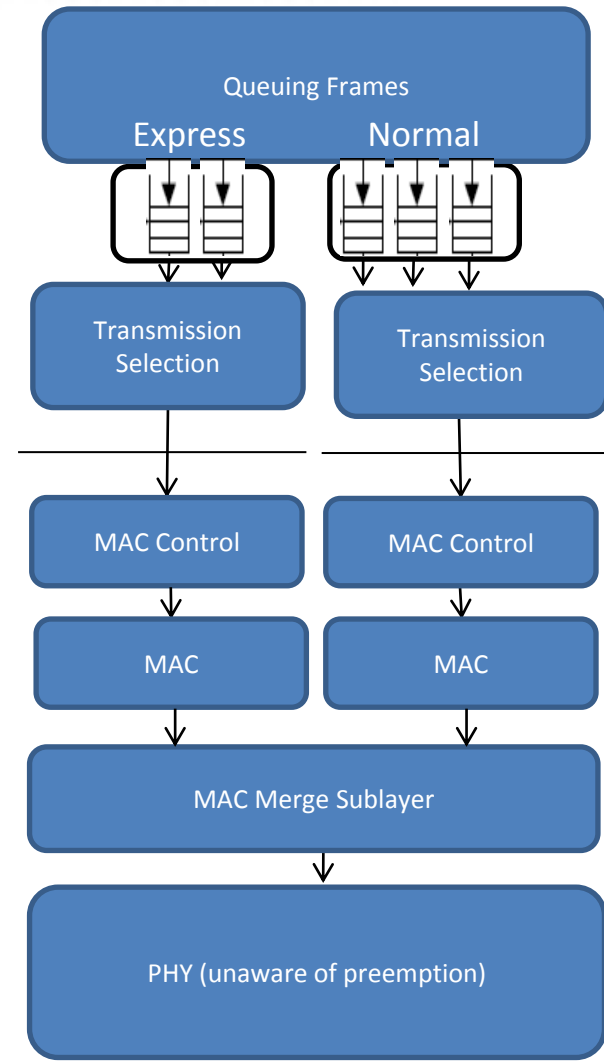 Queuing Frames
Express
Normal
Transmission
Selection
Transmission
Selection
MAC Control
MAC Control
MAC
MAC
MAC Merge Sublayer
PHY (unaware of preemption)